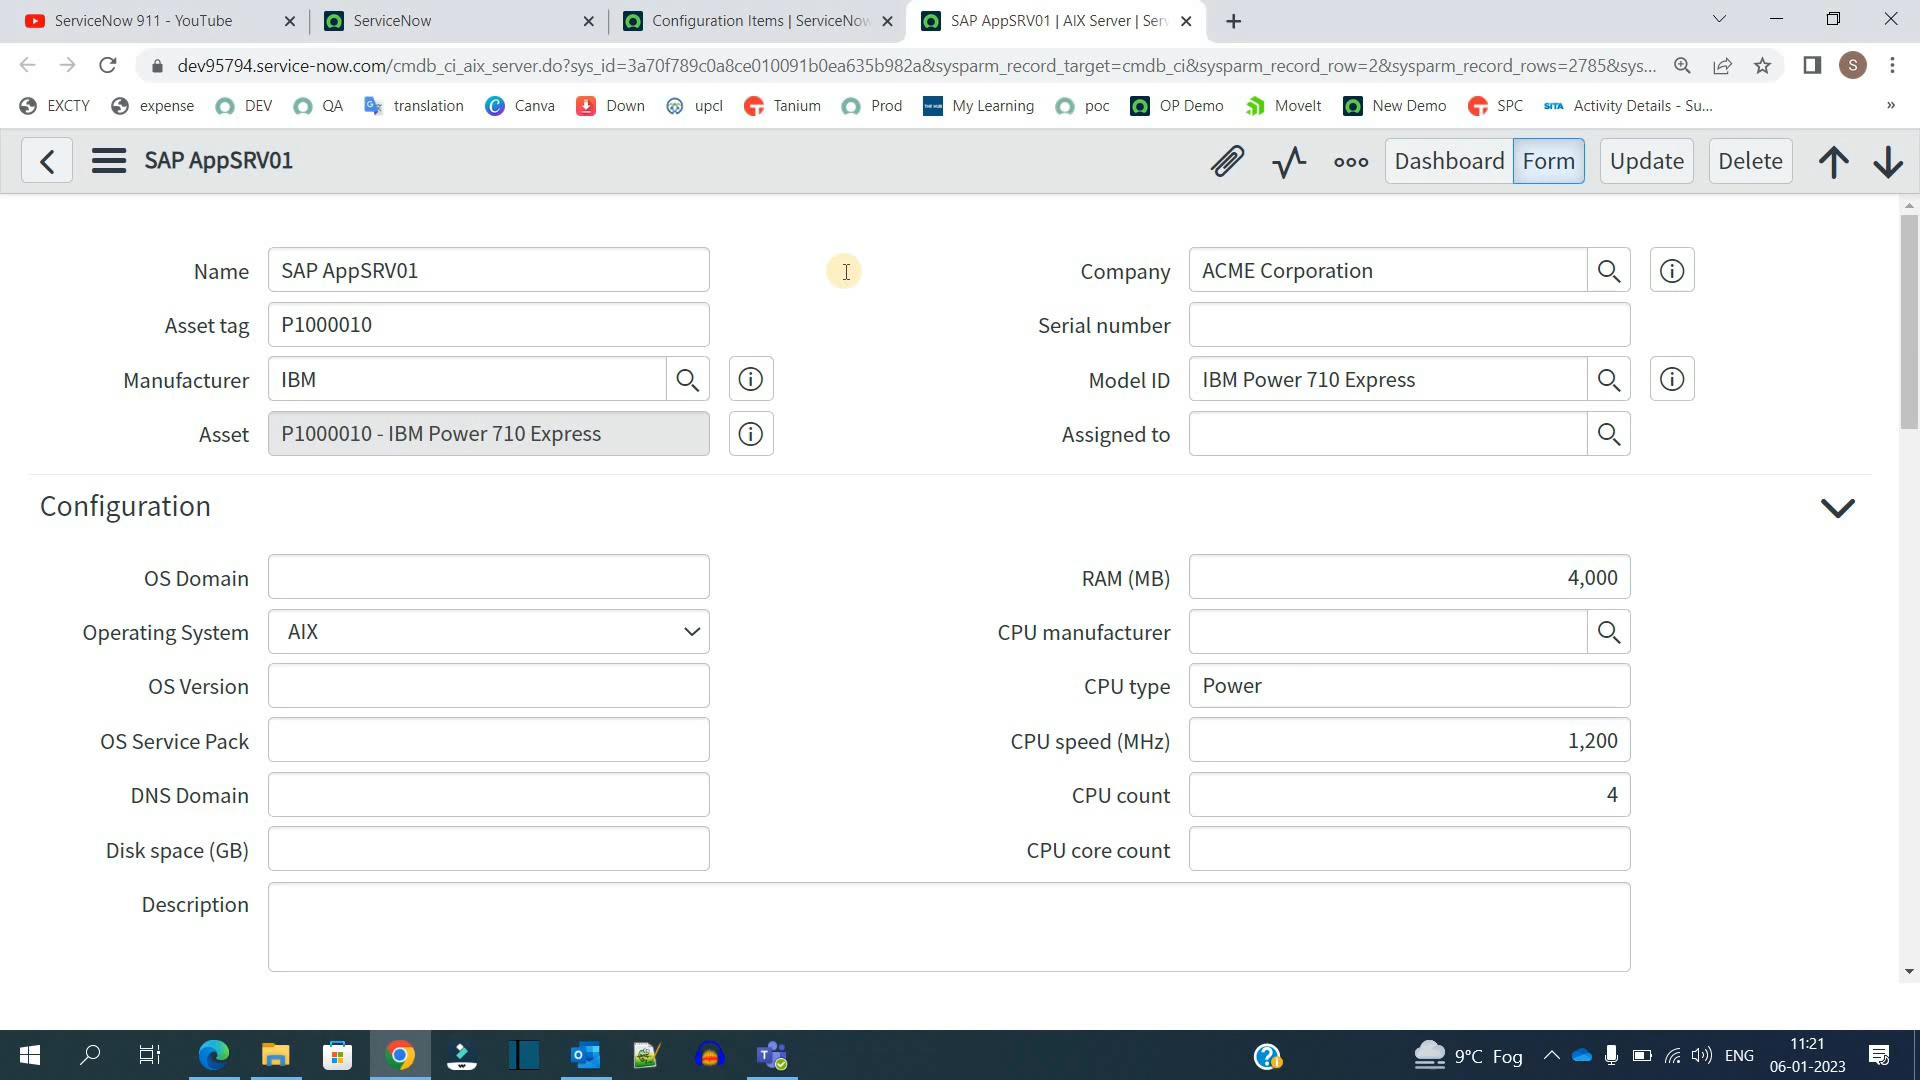 ServiceNow 911 - YouTube
ServiceNow
Configuration Items | ServiceNow
SAP AppSRV01 | AIX Server | Serv
dev95794.service-now.com/cmdb_ci_aix_server.do?sys_id=3a70f789c0a8ce010091b0ea635b982a&sysparm_record_target=cmdb_ci&sysparm_record_row=2&sysparm_record_rows=2785&sys...
S
EXCTY
expense
DEV
QA
translation
Canva
Down
upcl
Tanium
Prod
My Learning
poc
OP Demo
MoveIt
New Demo
SPC
SITA
Activity Details - Su...
»
SAP AppSRV01
Dashboard
Form
Update
Delete
Name
SAP AppSRV01
Company
ACME Corporation
Asset tag
P1000010
Serial number
Manufacturer
IBM
Model ID
IBM Power 710 Express
Asset
P1000010 - IBM Power 710 Express
Assigned to
Configuration
OS Domain
RAM (MB)
4,000
Operating System
AIX
CPU manufacturer
OS Version
CPU type
Power
OS Service Pack
CPU speed (MHz)
1,200
DNS Domain
CPU count
4
Disk space (GB)
CPU core count
Description
9°C Fog
ENG
11:21
06-01-2023